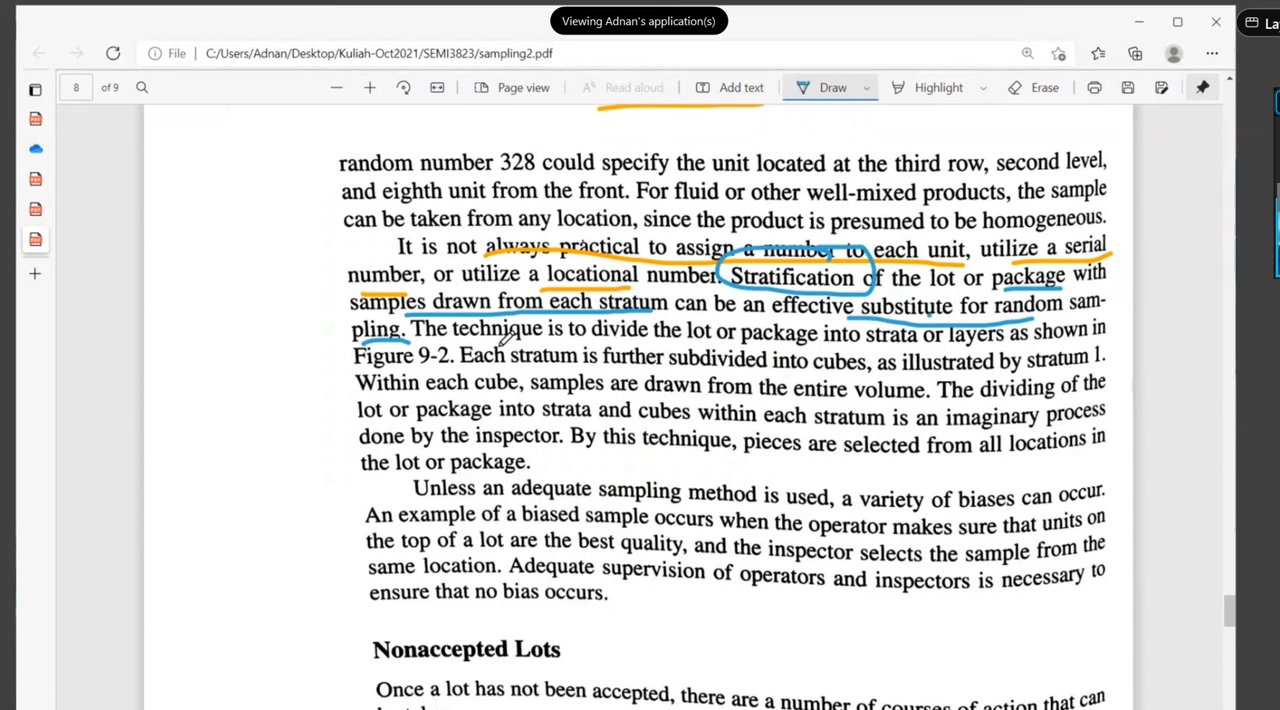 Viewing Adnan's application(s)
La
File | C:/Users/Adnan/Desktop/Kuliah-Oct2021/SEMI3823/sampling2.pdf
8 of 9 Page view Read aloud Add text Draw Highlight Erase
random number 328 could specify the unit located at the third row, second level,
and eighth unit from the front. For fluid or other well-mixed products, the sample
can be taken from any location, since the product is presumed to be homogeneous.
It is not always practical to assign a number to each unit, utilize a serial
number, or utilize a locational number. Stratification of the lot or package with
samples drawn from each stratum can be an effective substitute for random sam-
pling. The technique is to divide the lot or package into strata or layers as shown in
Figure 9-2. Each stratum is further subdivided into cubes, as illustrated by stratum 1.
Within each cube, samples are drawn from the entire volume. The dividing of the
lot or package into strata and cubes within each stratum is an imaginary process
done by the inspector. By this technique, pieces are selected from all locations in
the lot or package.
Unless an adequate sampling method is used, a variety of biases can occur.
An example of a biased sample occurs when the operator makes sure that units on
the top of a lot are the best quality, and the inspector selects the sample from the
same location. Adequate supervision of operators and inspectors is necessary to
ensure that no bias occurs.
Nonaccepted Lots
Once a lot has not been accepted, there are a number of courses of action that can